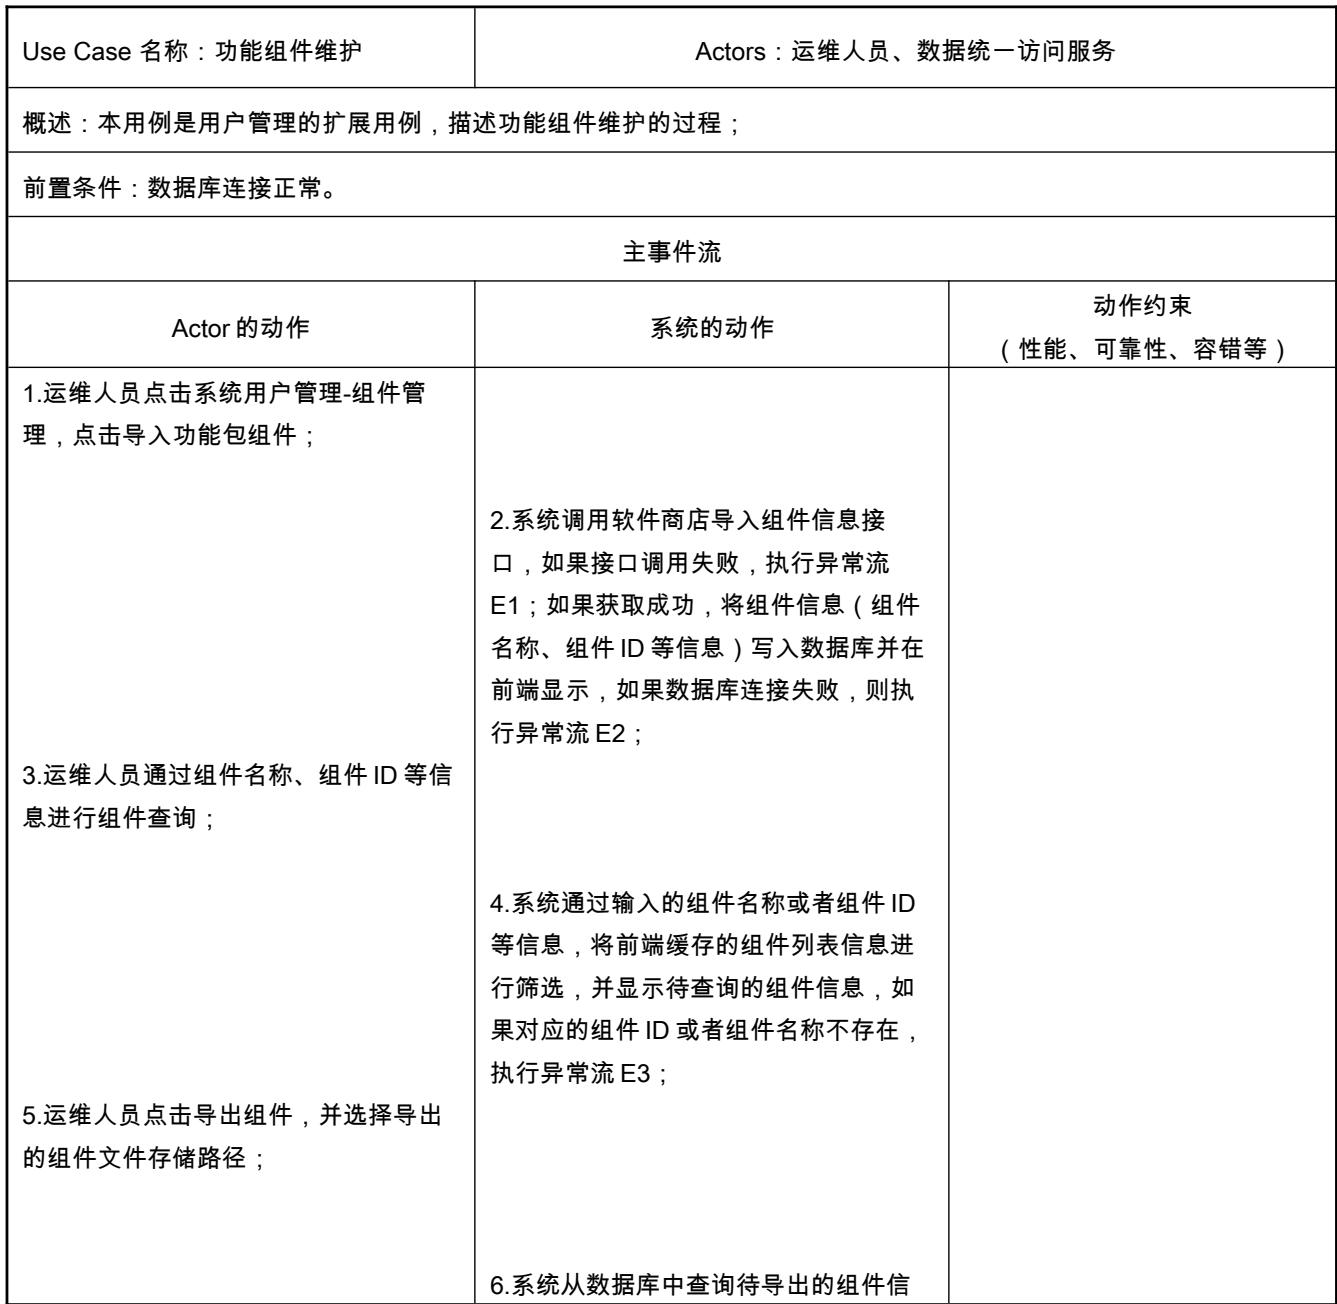 Use Case 名称：功能组件维护
Actors：运维人员、数据统一访问服务
概述：本用例是用户管理的扩展用例，描述功能组件维护的过程；
前置条件：数据库连接正常。
主事件流
Actor 的动作
系统的动作
动作约束
（性能、可靠性、容错等）
1.运维人员点击系统用户管理-组件管
理，点击导入功能包组件；
2.系统调用软件商店导入组件信息接
口，如果接口调用失败，执行异常流
E1；如果获取成功，将组件信息（组件
名称、组件 ID 等信息）写入数据库并在
前端显示，如果数据库连接失败，则执
行异常流 E2；
3.运维人员通过组件名称、组件 ID 等信
息进行组件查询；
4.系统通过输入的组件名称或者组件 ID
等信息，将前端缓存的组件列表信息进
行筛选，并显示待查询的组件信息，如
果对应的组件 ID 或者组件名称不存在，
执行异常流 E3；
5.运维人员点击导出组件，并选择导出
的组件文件存储路径；
6.系统从数据库中查询待导出的组件信